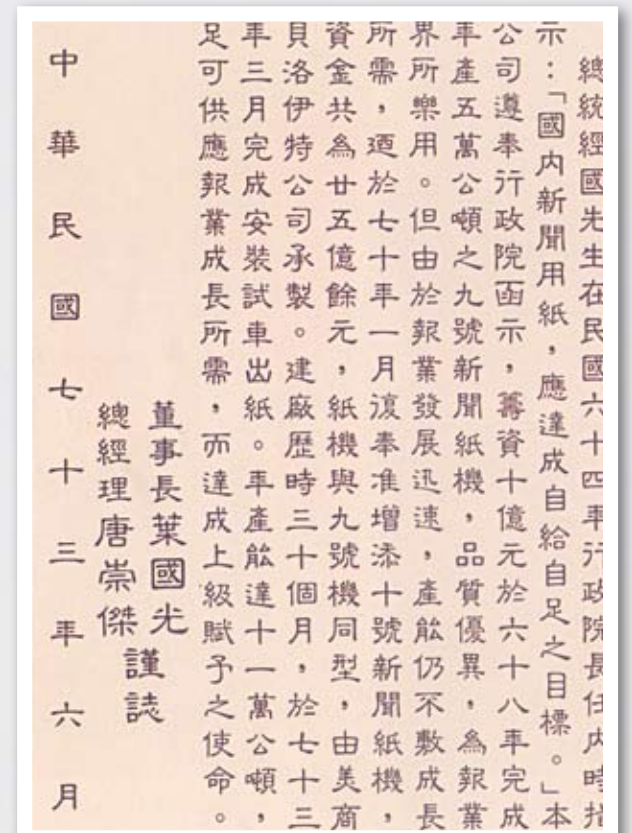 總統經國先生在民國六十四年行政院長任內時指
示：「國內新聞用紙，應達成自給自足之目標。」本
公司遵奉行政院函示，籌資十億元於六十八年完成
年產五萬公噸之九號新聞紙機，品質優異，為報業
界所樂用。但由於報業發展迅速，產能仍不敷成長
所需，迺於七十年一月復奉准增添十號新聞紙機，
資金共為廿五億餘元，紙機與九號機同型，由美商
貝洛伊特公司承製。建廠歷時三十個月，於七十三
年三月完成安裝試車出紙。年產能達十一萬公噸，
足可供應報業成長所需，而達成上級賦予之使命。
董事長葉國光
總經理唐崇傑
謹誌
中華民國七十三年六月